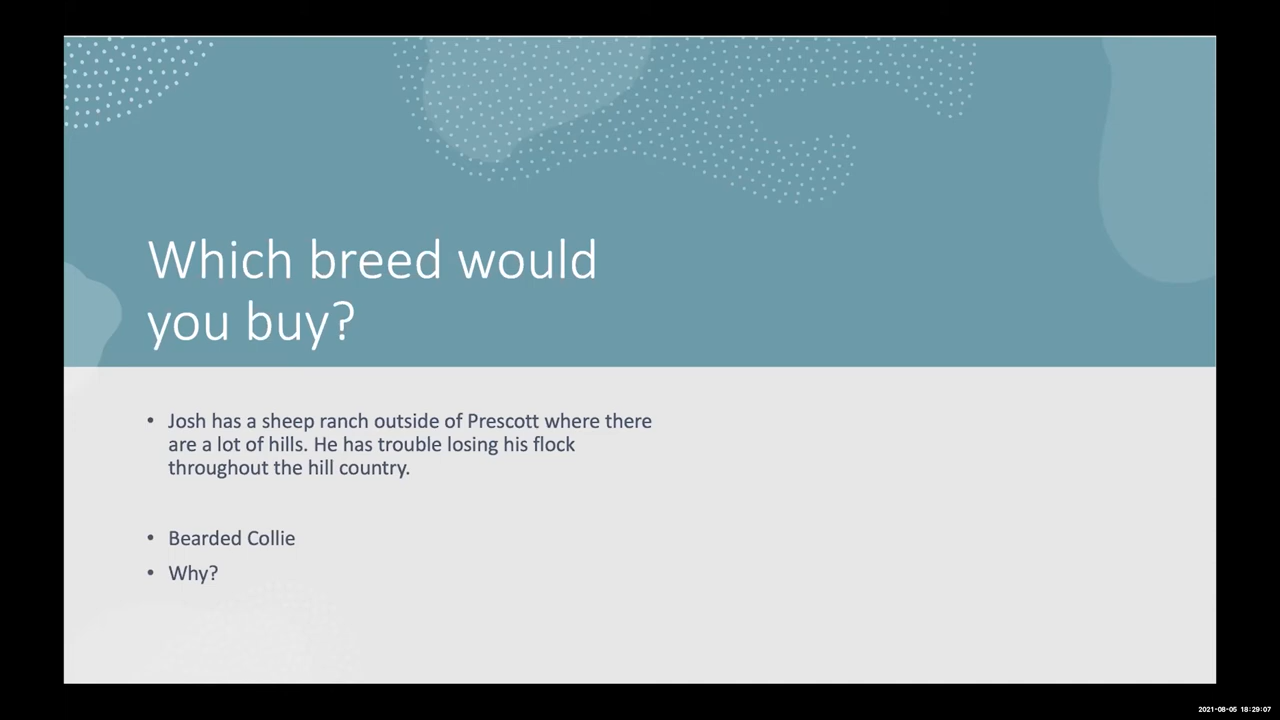 Which breed would
you buy?
• Josh has a sheep ranch outside of Prescott where there
are a lot of hills. He has trouble losing his flock
throughout the hill country.
• Bearded Collie
• Why?
2021-08-05 18:29:07